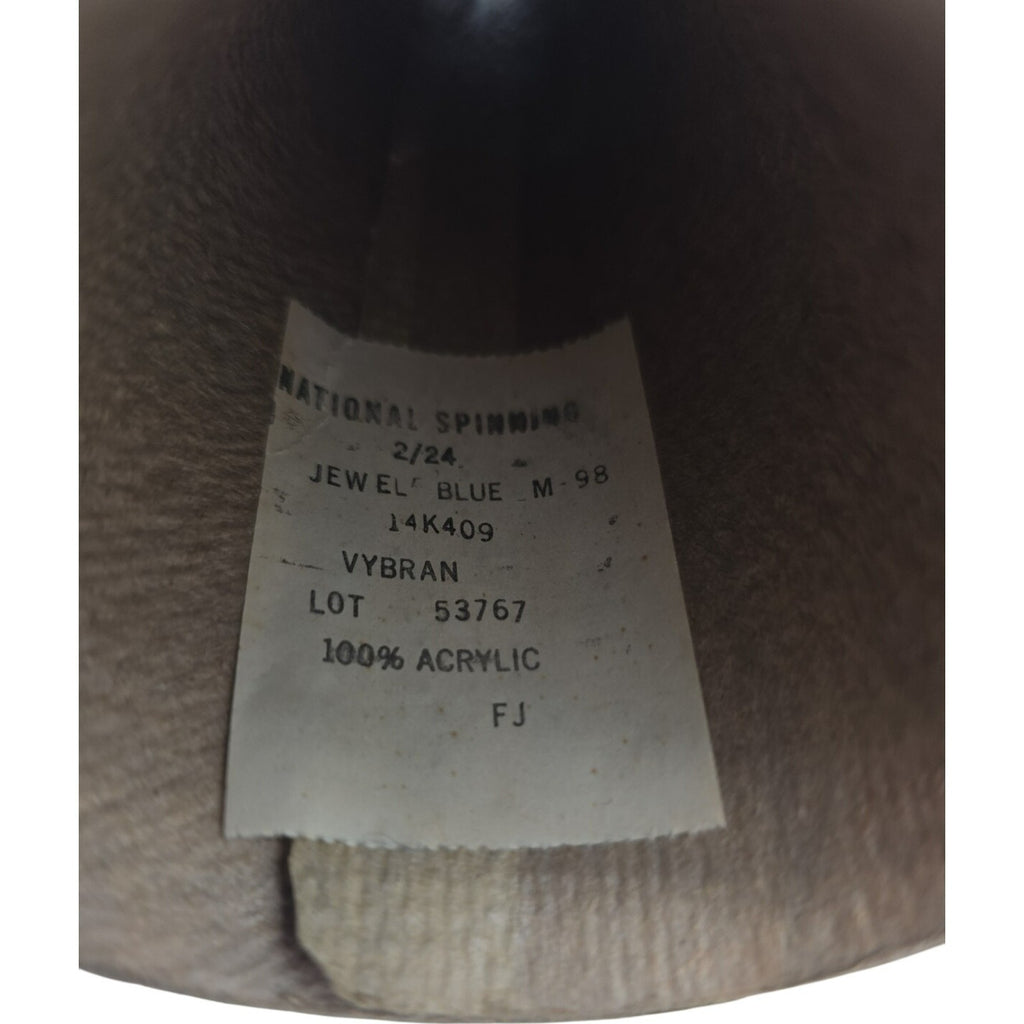 NATIONAL SPINNING
2/24
JEWEL BLUE M-98
14K409
VYBRAN
LOT 53767
100% ACRYLIC
FJ